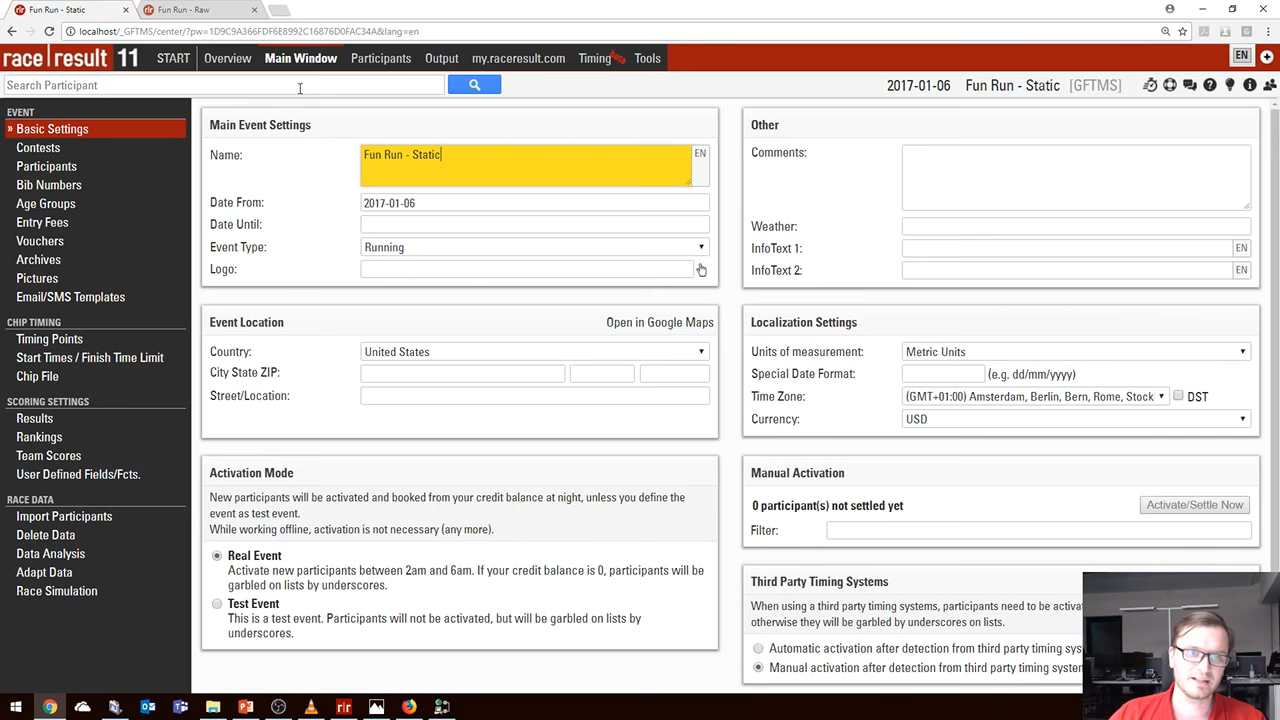 Fun Run - Static
Fun Run - Raw
localhost/_GFTMS/center/?pw=1D9C9A366FDF6E8992C16876D0FAC34A&lang=en
race result 11 START Overview Main Window Participants Output my.raceresult.com Timing Tools EN
Search Participant
2017-01-06 Fun Run - Static [GFTMS]
EVENT
» Basic Settings
Contests
Participants
Bib Numbers
Age Groups
Entry Fees
Vouchers
Archives
Pictures
Email/SMS Templates
CHIP TIMING
Timing Points
Start Times / Finish Time Limit
Chip File
SCORING SETTINGS
Results
Rankings
Team Scores
User Defined Fields/Fcts.
RACE DATA
Import Participants
Delete Data
Data Analysis
Adapt Data
Race Simulation
Main Event Settings
Name: Fun Run - Static EN
Date From: 2017-01-06
Date Until:
Event Type: Running
Logo:
Other
Comments:
Weather:
InfoText 1: EN
InfoText 2: EN
Event Location Open in Google Maps
Country: United States
City State ZIP:
Street/Location:
Localization Settings
Units of measurement: Metric Units
Special Date Format: (e.g. dd/mm/yyyy)
Time Zone: (GMT+01:00) Amsterdam, Berlin, Bern, Rome, Stock DST
Currency: USD
Activation Mode
New participants will be activated and booked from your credit balance at night, unless you define the
event as test event.
While working offline, activation is not necessary (any more).
Real Event
Activate new participants between 2am and 6am. If your credit balance is 0, participants will be
garbled on lists by underscores.
Test Event
This is a test event. Participants will not be activated, but will be garbled on lists by
underscores.
Manual Activation
0 participant(s) not settled yet Activate/Settle Now
Filter:
Third Party Timing Systems
When using a third party timing systems, participants need to be activa
otherwise they will be garbled by underscores on lists.
Automatic activation after detection from third party timing sys
Manual activation after detection from third party timing system